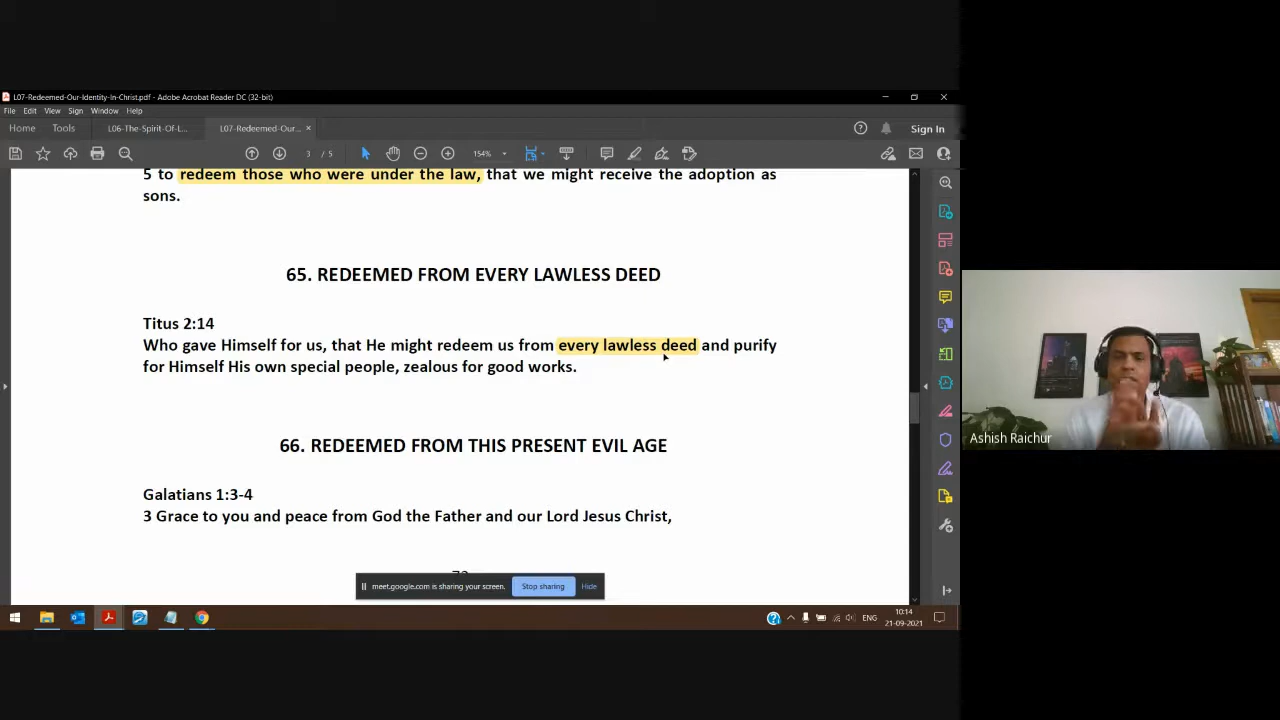 L07-Redeemed-Our-Identity-In-Christ.pdf - Adobe Acrobat Reader DC (32-bit)
File Edit View Sign Window Help
Home Tools L06-The-Spirit-Of-L... L07-Redeemed-Our... × Sign In
3 / 5 154%
5 to redeem those who were under the law, that we might receive the adoption as
sons.
65. REDEEMED FROM EVERY LAWLESS DEED
Titus 2:14
Who gave Himself for us, that He might redeem us from every lawless deed and purify
for Himself His own special people, zealous for good works.
66. REDEEMED FROM THIS PRESENT EVIL AGE
Galatians 1:3-4
3 Grace to you and peace from God the Father and our Lord Jesus Christ,
meet.google.com is sharing your screen. Stop sharing Hide
ENG
10:14
21-09-2021
Ashish Raichur